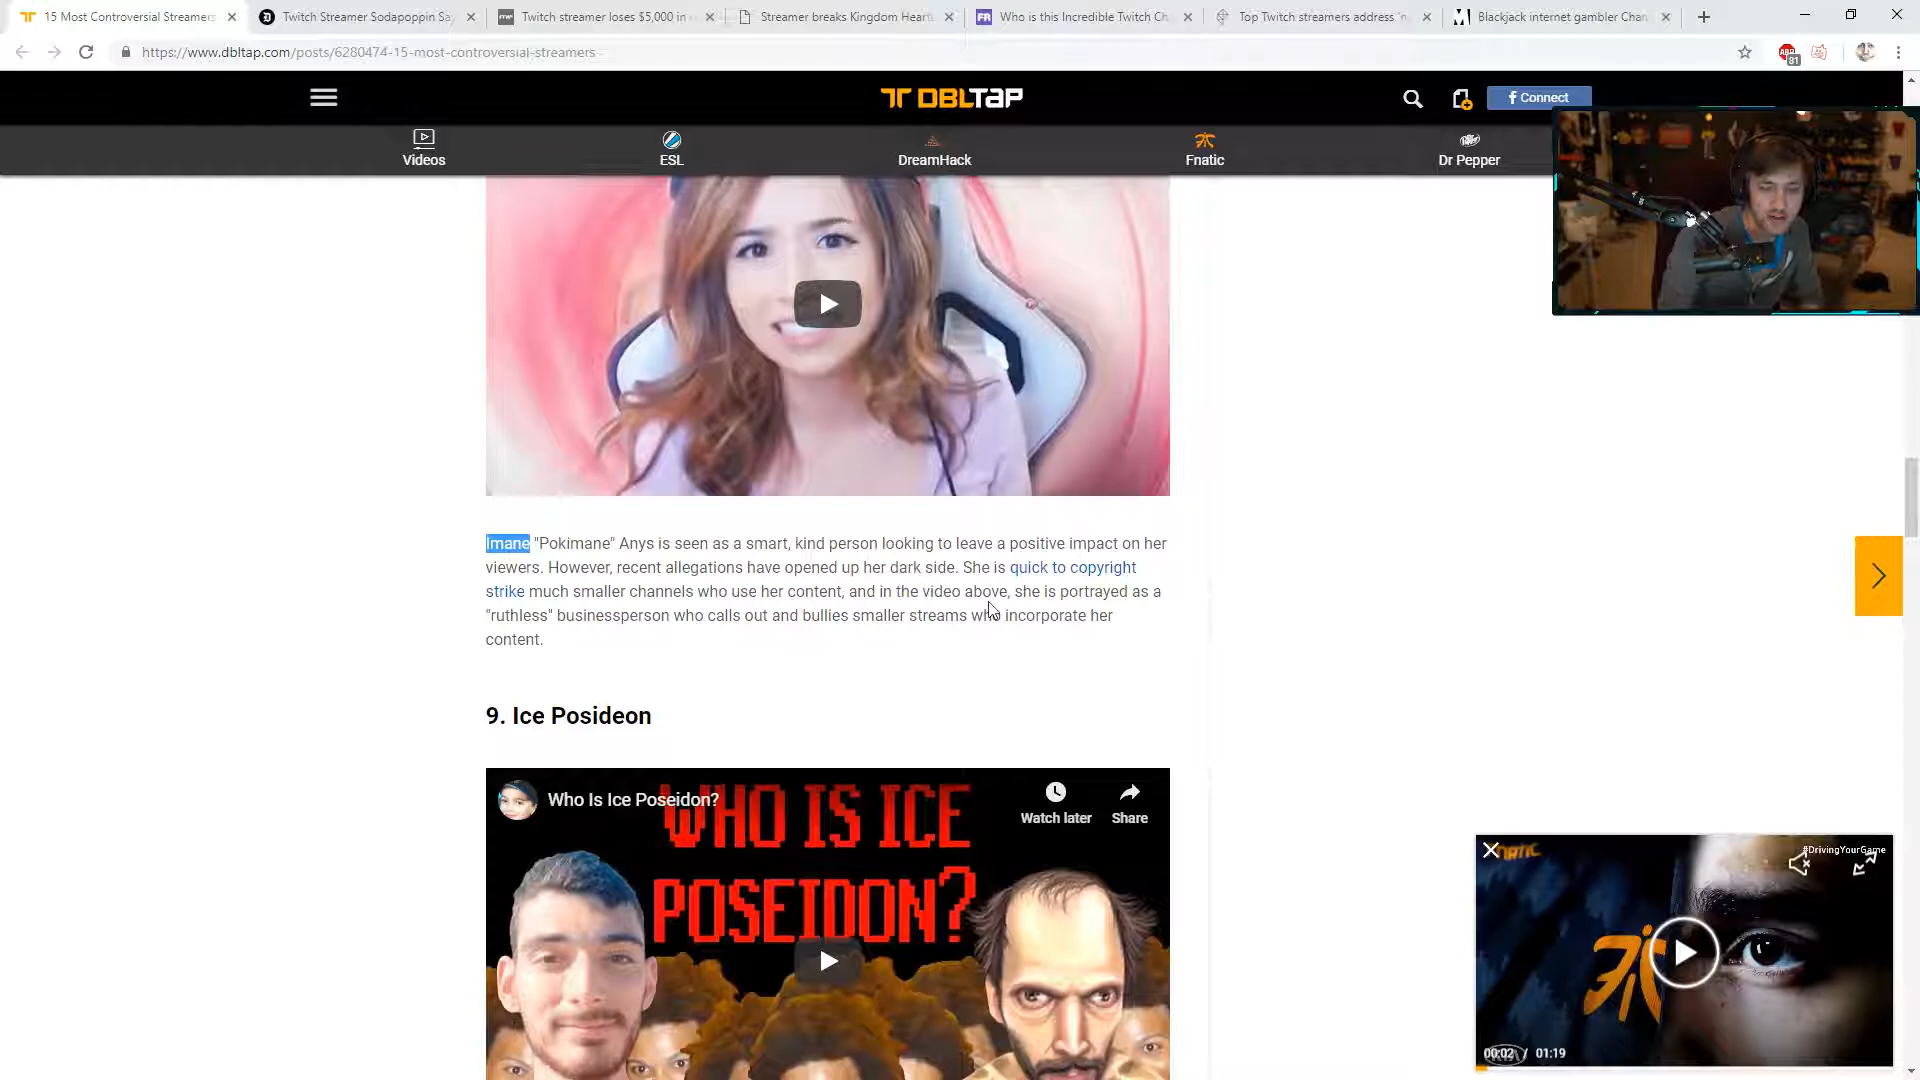 15 Most Controversial Streamers
Twitch Streamer Sodapoppin Sa
Twitch streamer loses $5,000 in
Streamer breaks Kingdom Heart
FR Who is this Incredible Twitch Ch
Top Twitch streamers address "n
Blackjack internet gambler Chan
https://www.dbltap.com/posts/6280474-15-most-controversial-streamers
ABP
81
DBLTAP
f Connect
Videos
ESL
DreamHack
Fnatic
Dr Pepper
Imane "Pokimane" Anys is seen as a smart, kind person looking to leave a positive impact on her
viewers. However, recent allegations have opened up her dark side. She is quick to copyright
strike much smaller channels who use her content, and in the video above, she is portrayed as a
"ruthless" businessperson who calls out and bullies smaller streams who incorporate her
content.
9. Ice Posideon
Who Is Ice Poseidon?
Watch later
Share
WHO IS ICE
POSEIDON?
#DrivingYourGame
00:02 / 01:19